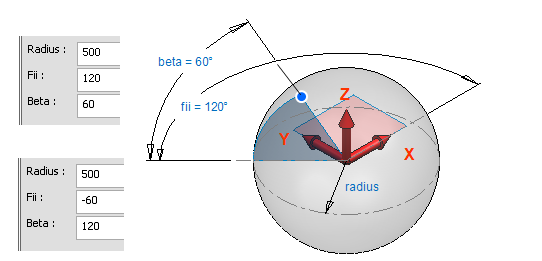 Radius : 500
Fii : 120
Beta : 60
beta = 60°
fii = 120°
Z
Y
X
radius
Radius : 500
Fii : -60
Beta : 120